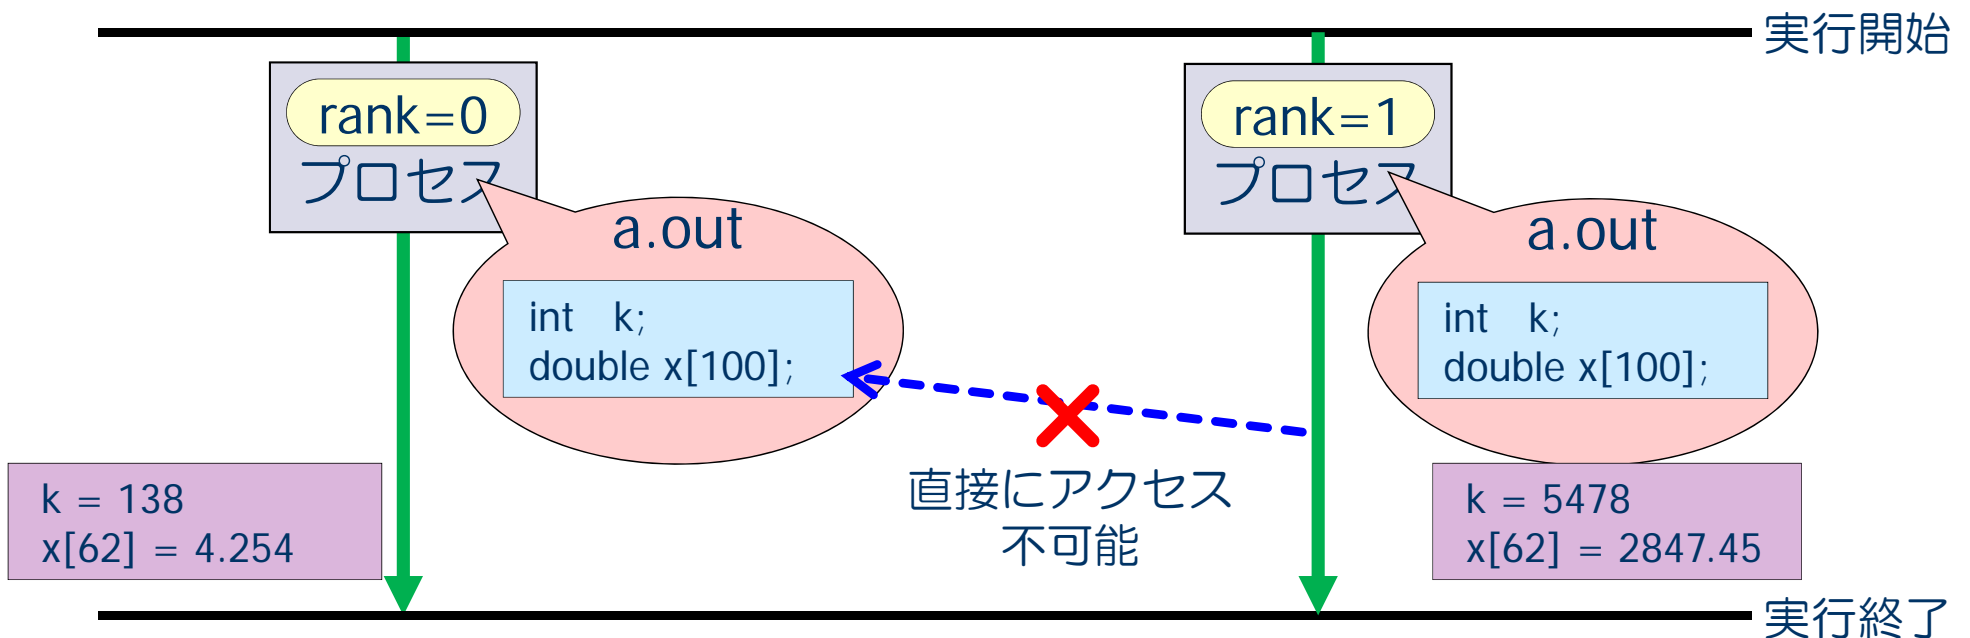 実行開始
rank=0
プロセス
a.out
int k;
double x[100];
k = 138
x[62] = 4.254
直接にアクセス
不可能
rank=1
プロセス
a.out
int k;
double x[100];
k = 5478
x[62] = 2847.45
実行終了